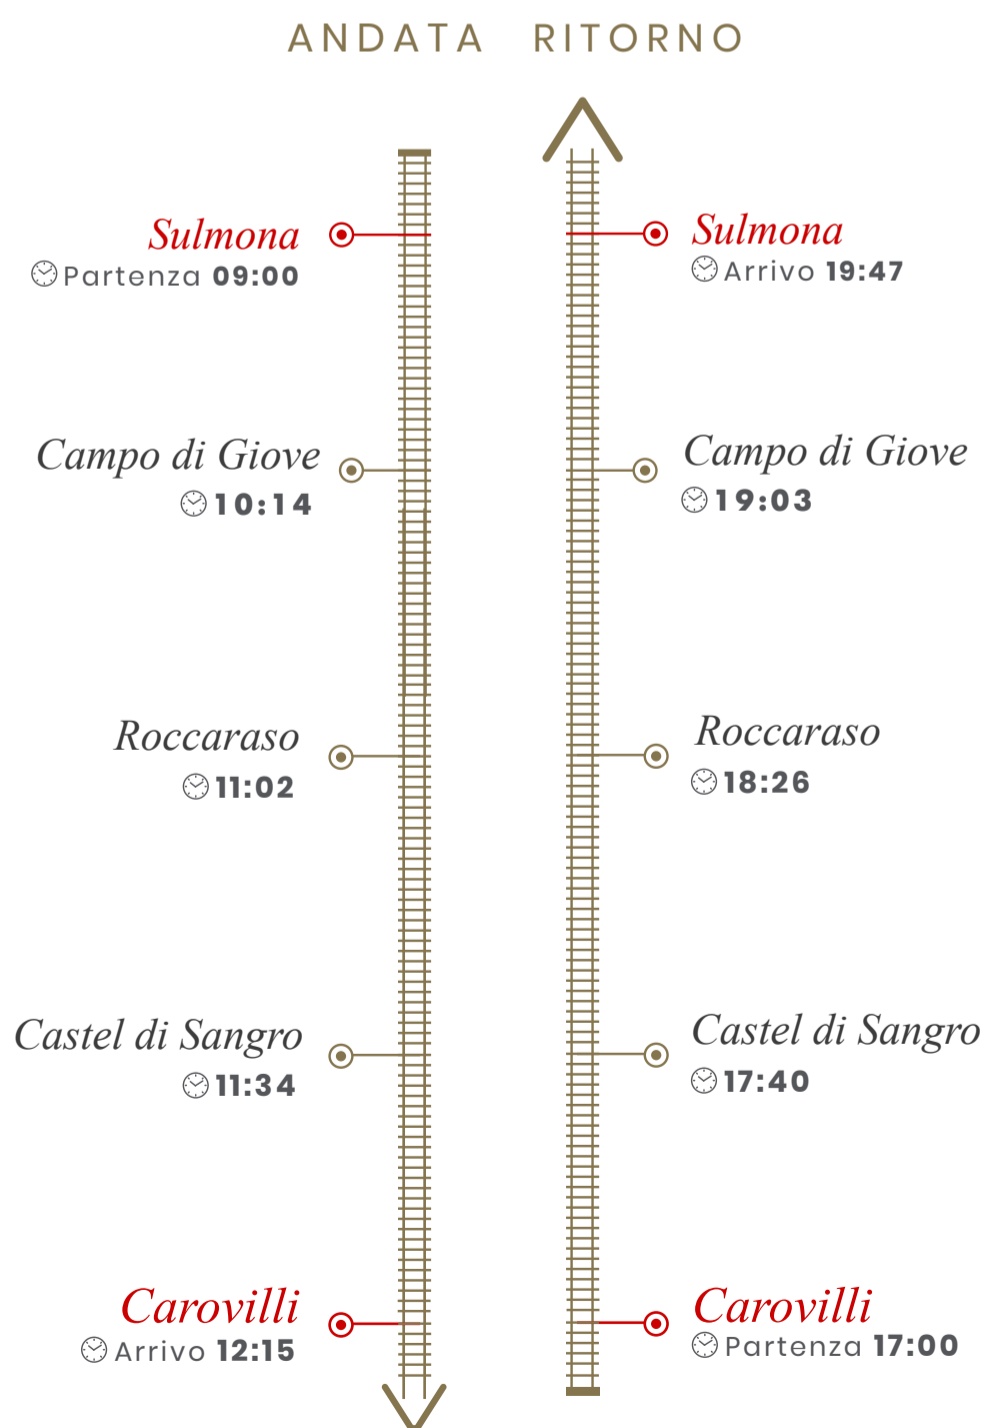 ANDATA
Sulmona
Partenza 09:00
Campo di Giove
10:14
Roccaraso
11:02
Castel di Sangro
11:34
Carovilli
Arrivo 12:15
RITORNO
Sulmona
Arrivo 19:47
Campo di Giove
19:03
Roccaraso
18:26
Castel di Sangro
17:40
Carovilli
Partenza 17:00